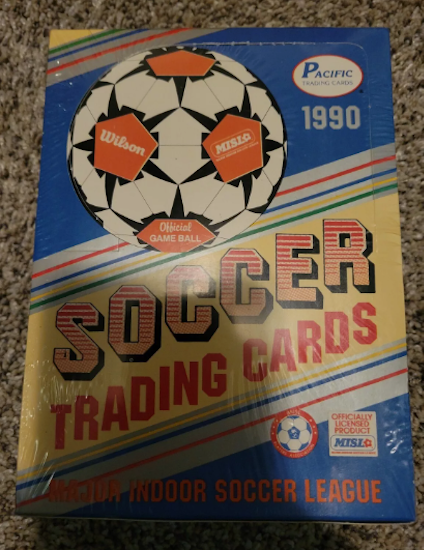 PACIFIC
TRADING CARDS
1990
Wilson
MISL
Official
GAME BALL
SOCCER
TRADING CARDS
OFFICIALLY
LICENSED
PRODUCT
MISL
MAJOR INDOOR SOCCER LEAGUE